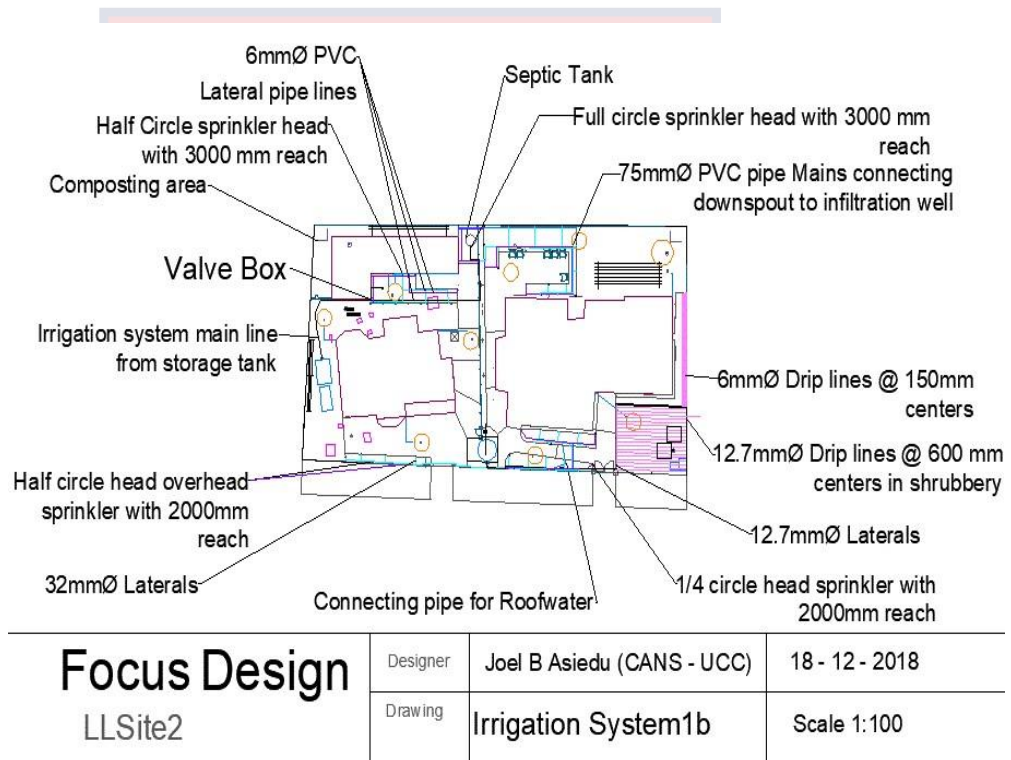 6mmØ PVC
Lateral pipe lines
Half Circle sprinkler head
with 3000 mm reach
Composting area
Valve Box
Irrigation system main line
from storage tank
Half circle head overhead
sprinkler with 2000mm
reach
32mmØ Laterals
Septic Tank
Full circle sprinkler head with 3000 mm
reach
75mmØ PVC pipe Mains connecting
downspout to infiltration well
6mmØ Drip lines @ 150mm
centers
12.7mmØ Drip lines @ 600 mm
centers in shrubbery
12.7mmØ Laterals
1/4 circle head sprinkler with
2000mm reach
Connecting pipe for Roofwater
Focus Design
LLSite2
Designer
Joel B Asiedu (CANS - UCC)
18 - 12 - 2018
Drawing
Irrigation System1b
Scale 1:100